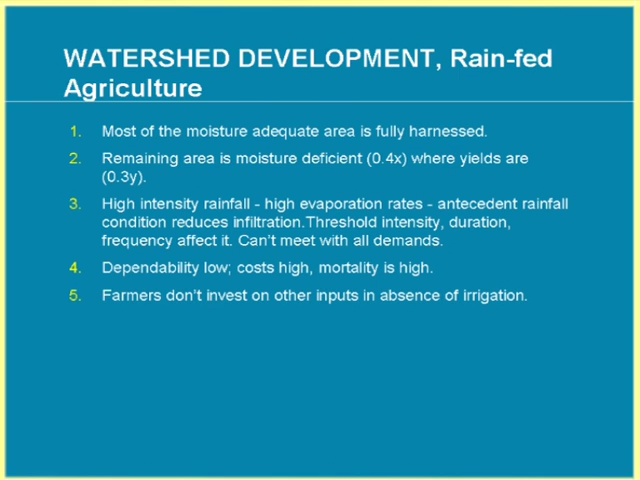 WATERSHED DEVELOPMENT, Rain-fed
Agriculture
1. Most of the moisture adequate area is fully harnessed.
2. Remaining area is moisture deficient (0.4x) where yields are
(0.3y).
3. High intensity rainfall - high evaporation rates - antecedent rainfall
condition reduces infiltration.Threshold intensity, duration,
frequency affect it. Can't meet with all demands.
4. Dependability low; costs high, mortality is high.
5. Farmers don't invest on other inputs in absence of irrigation.